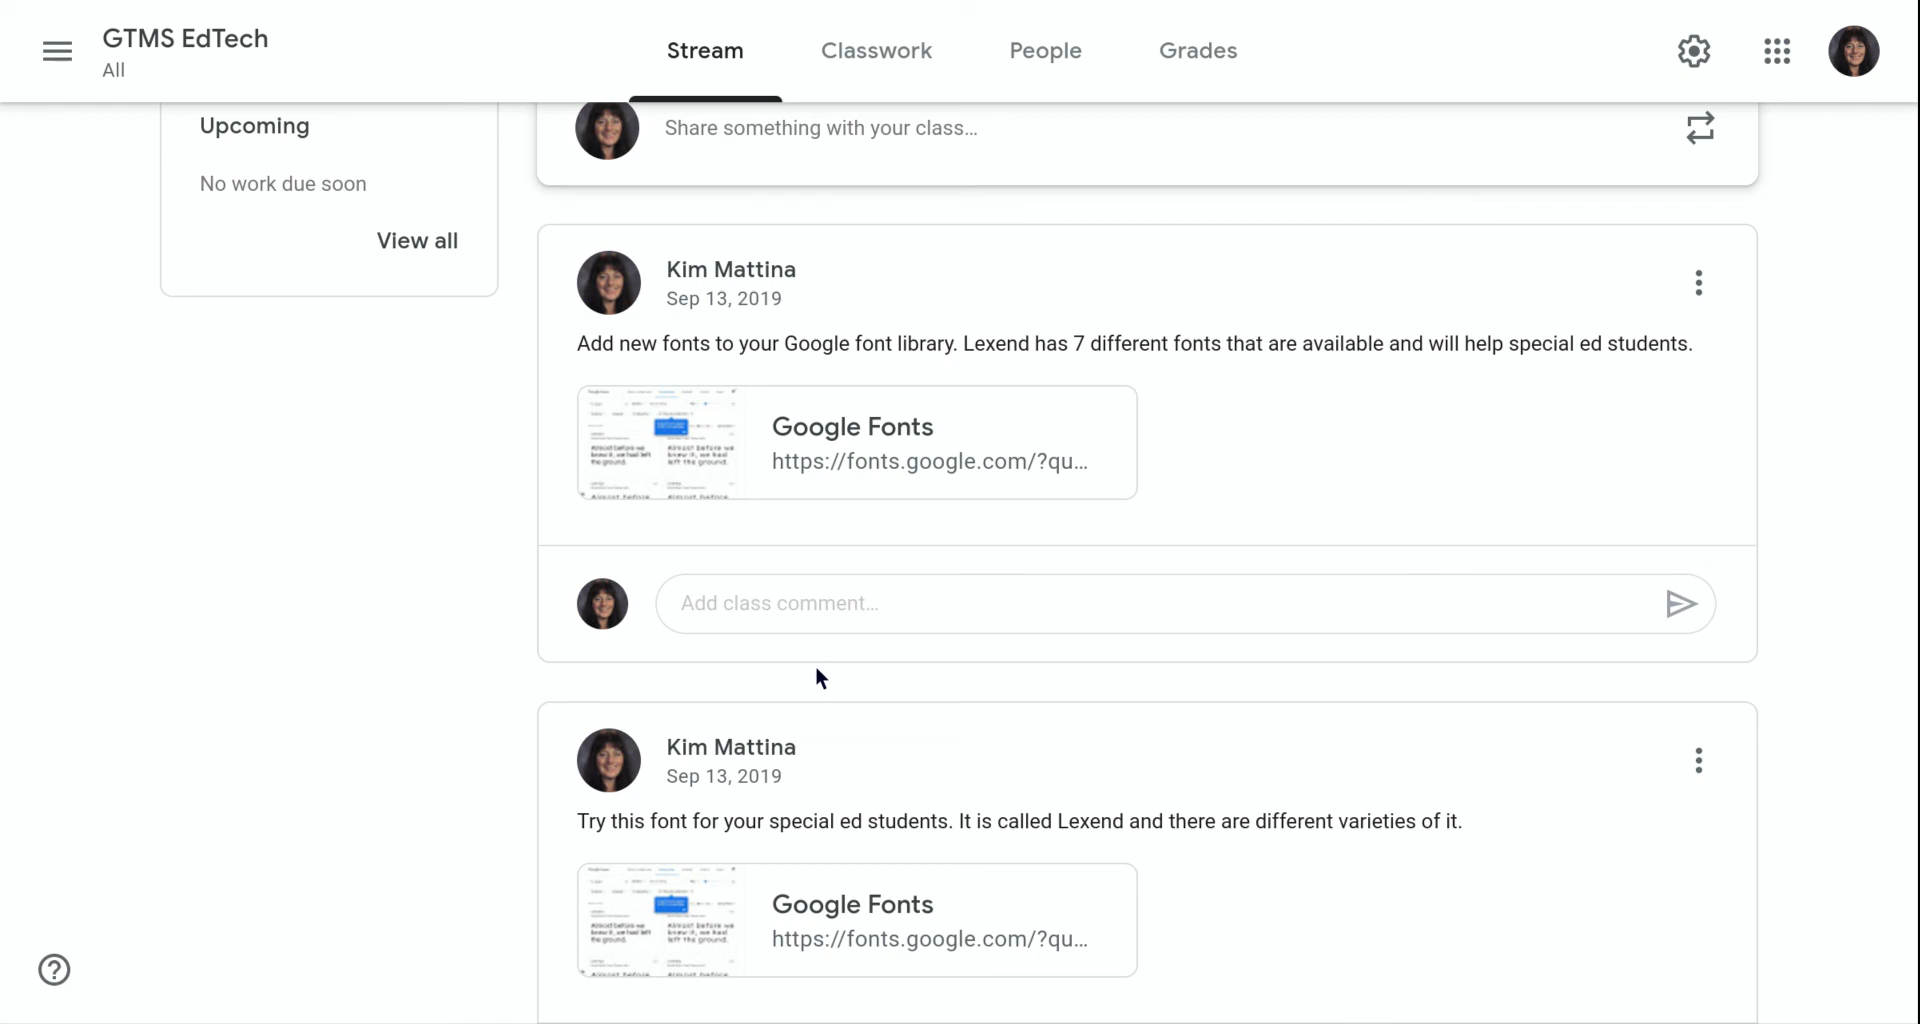 GTMS EdTech
All
Stream
Classwork
People
Grades
Upcoming
No work due soon
View all
Share something with your class...
Kim Mattina
Sep 13, 2019
Add new fonts to your Google font library. Lexend has 7 different fonts that are available and will help special ed students.
Google Fonts
https://fonts.google.com/?qu...
Add class comment...
Kim Mattina
Sep 13, 2019
Try this font for your special ed students. It is called Lexend and there are different varieties of it.
Google Fonts
https://fonts.google.com/?qu...